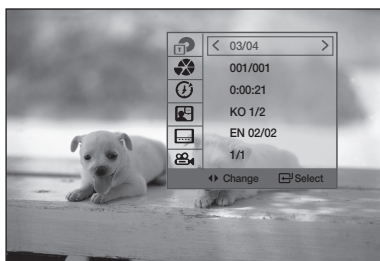 T
< 03/04 >
001/001
0:00:21
KO 1/2
EN 02/02
1/1
Change Select